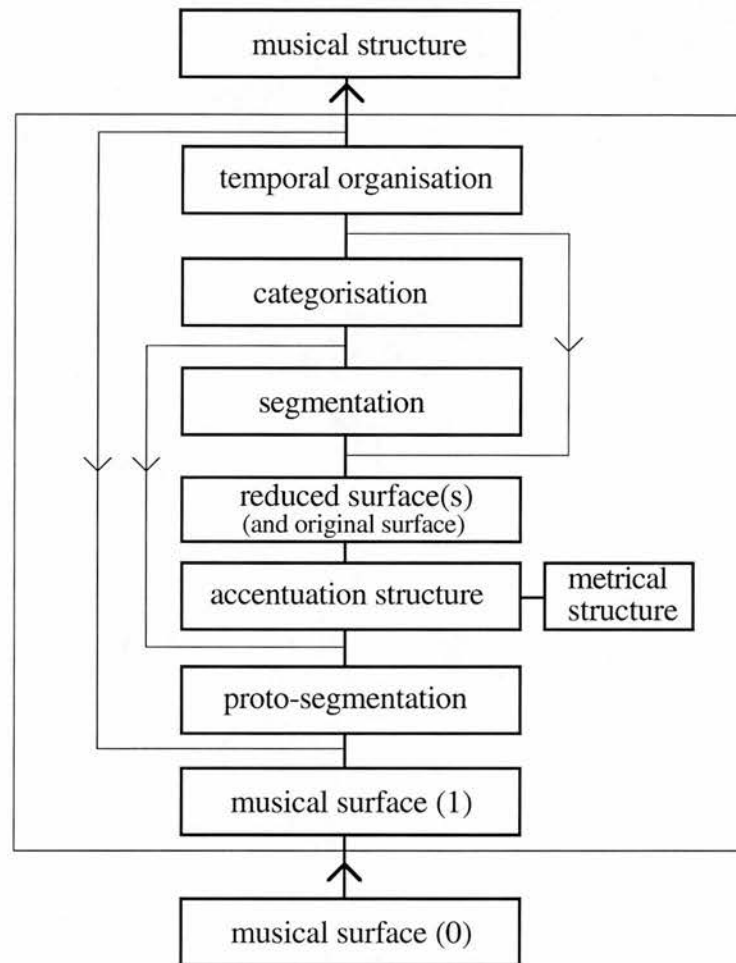 musical structure
temporal organisation
categorisation
segmentation
reduced surface(s)
(and original surface)
accentuation structure
metrical
structure
proto-segmentation
musical surface (1)
musical surface (0)